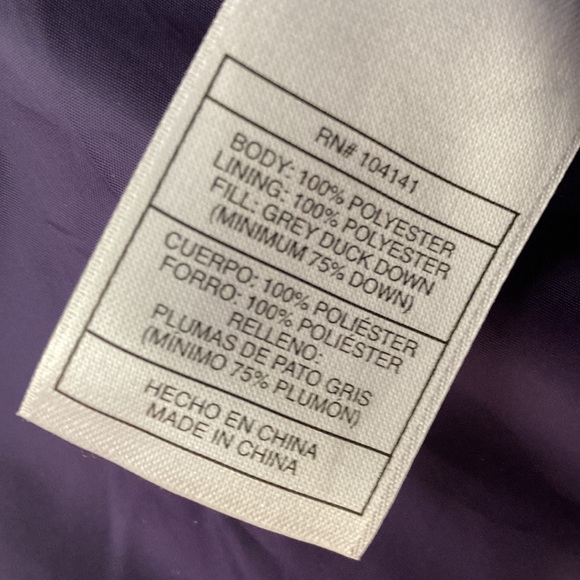 RN# 104141
BODY: 100% POLYESTER
LINING: 100% POLYESTER
FILL: GREY DUCK DOWN
(MINIMUM 75% DOWN)
CUERPO: 100% POLIÉSTER
FORRO: 100% POLIÉSTER
RELLENO:
PLUMAS DE PATO GRIS
(MÍNIMO 75% PLUMON)
HECHO EN CHINA
MADE IN CHINA